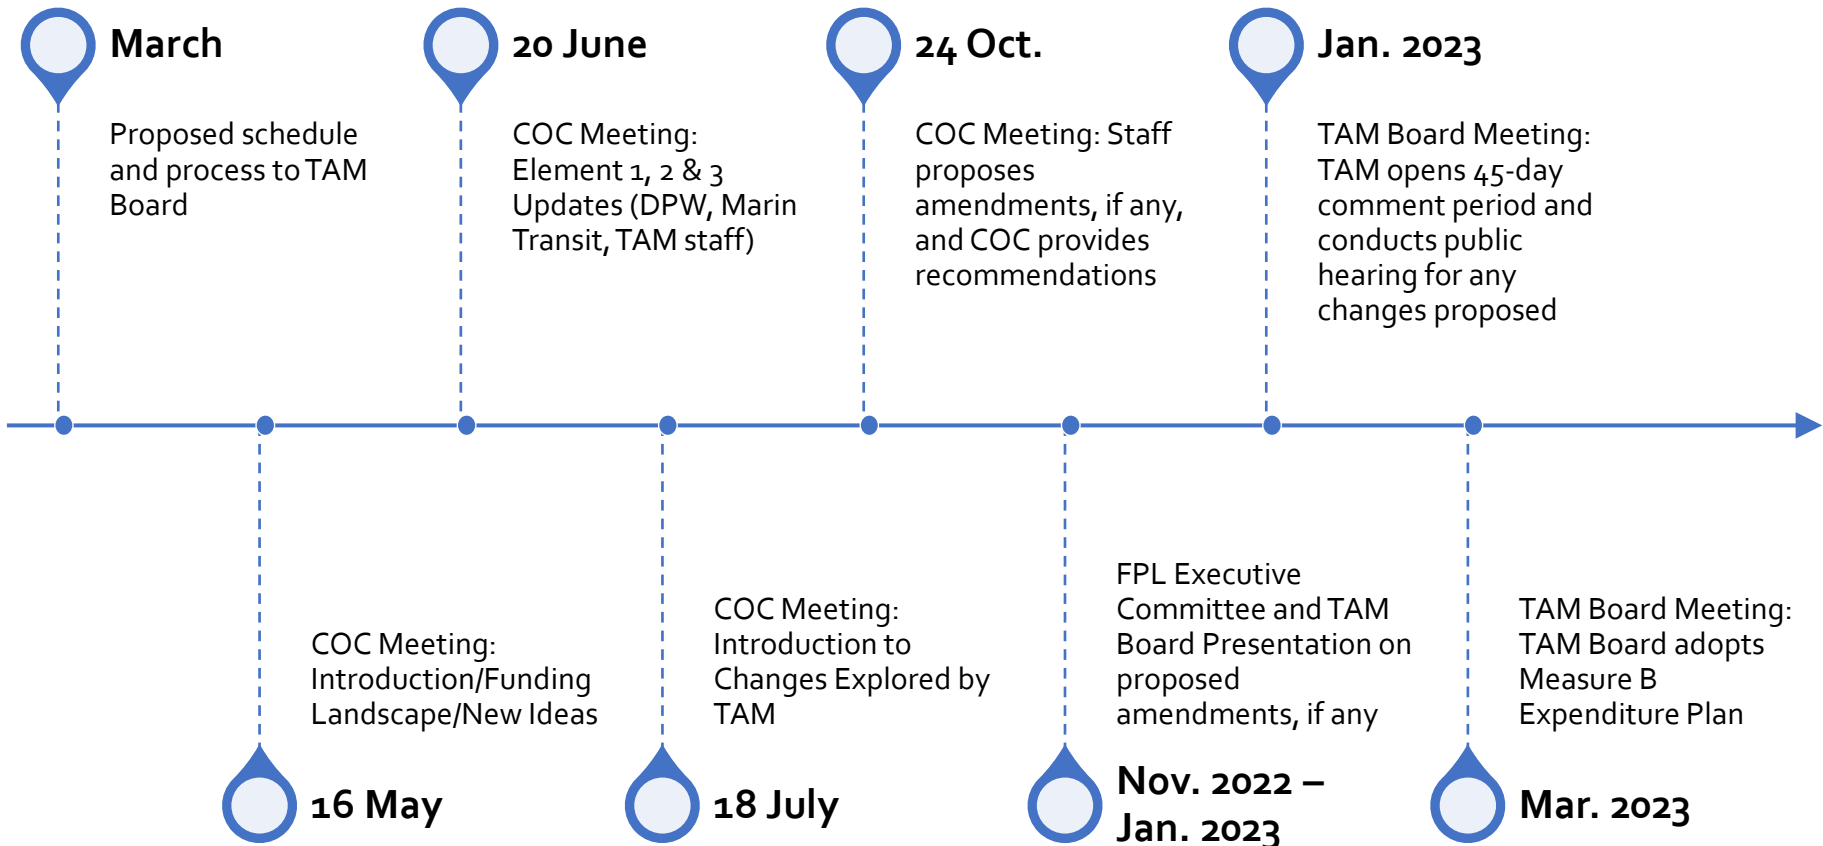 March
Proposed schedule
and process to TAM
Board
20 June
COC Meeting:
Element 1, 2 & 3
Updates (DPW, Marin
Transit, TAM staff)
24 Oct.
COC Meeting: Staff
proposes
amendments, if any,
and COC provides
recommendations
Jan. 2023
TAM Board Meeting:
TAM opens 45-day
comment period and
conducts public
hearing for any
changes proposed
COC Meeting:
Introduction/Funding
Landscape/New Ideas
16 May
COC Meeting:
Introduction to
Changes Explored by
TAM
18 July
FPL Executive
Committee and TAM
Board Presentation on
proposed
amendments, if any
Nov. 2022 –
Jan. 2023
TAM Board Meeting:
TAM Board adopts
Measure B
Expenditure Plan
Mar. 2023